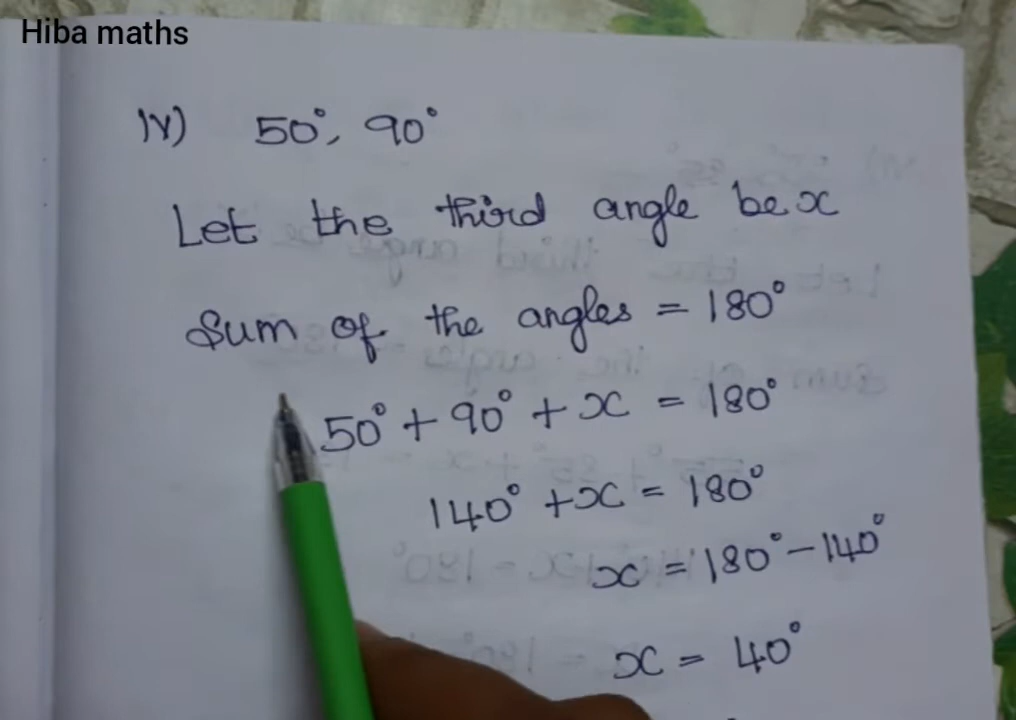 Hiba maths
IV) 50°, 90°
Let the third angle be x
Sum of the angles = 180°
50° + 90° + x = 180°
140° + x = 180°
x = 180° - 140°
x = 40°